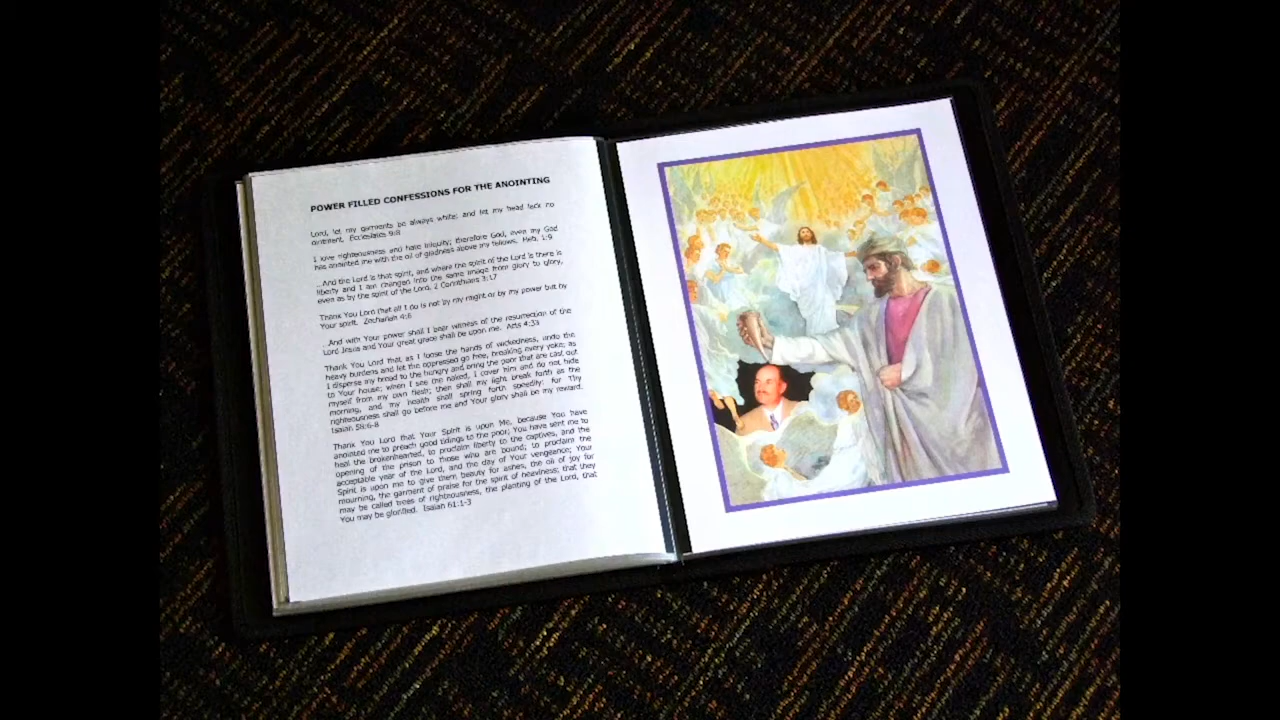 POWER FILLED CONFESSIONS FOR THE ANOINTING
Lord, let my garments be always white; and let my head lack no
ointment. Ecclesiastes 9:8
I love righteousness and hate iniquity; therefore God, even my God
has anointed me with the oil of gladness above my fellows. Heb. 1:9
...And the Lord is that spirit, and where the spirit of the Lord is there is
liberty and I am changed into the same image from glory to glory,
even as by the spirit of the Lord. 2 Corinthians 3:17
Thank You Lord that all I do is not by my might or by my power but by
Your spirit. Zechariah 4:6
..And with Your power shall I bear witness of the resurrection of the
Lord Jesus and Your great grace shall be upon me. Acts 4:33
Thank You Lord that as I loose the bands of wickedness, undo the
heavy burdens and let the oppressed go free, breaking every yoke; as
I disperse my bread to the hungry and bring the poor that are cast out
to Your house; when I see the naked, I cover him and do not hide
myself from my own flesh; then shall my light break forth as the
morning, and my health shall spring forth speedily: for Thy
righteousness shall go before me and Your glory shall be my reward.
Isaiah 58:6-8
Thank You Lord that Your Spirit is upon Me, because You have
anointed me to preach good tidings to the poor; You have sent me to
heal the brokenhearted, to proclaim liberty to the captives, and the
opening of the prison to those who are bound; to proclaim the
acceptable year of the Lord, and the day of Your vengeance; Your
Spirit is upon me to give them beauty for ashes, the oil of joy for
mourning, the garment of praise for the spirit of heaviness; that they
may be called trees of righteousness, the planting of the Lord, that
You may be glorified. Isaiah 61:1-3